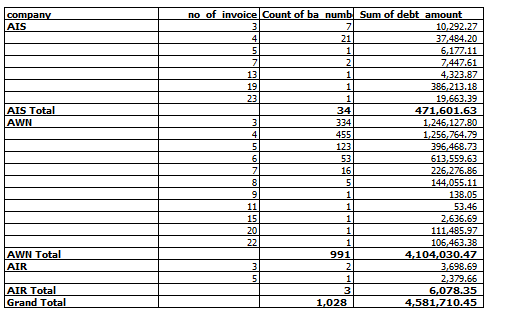 company no_of_invoice Count of ba_numb Sum of debt_amount
AIS 3 7 10,292.27
4 21 37,484.20
5 1 6,177.11
7 2 7,447.61
13 1 4,323.87
19 1 386,213.18
23 1 19,663.39
AIS Total 34 471,601.63
AWN 3 334 1,246,127.80
4 455 1,256,764.79
5 123 396,468.73
6 53 613,559.63
7 16 226,276.86
8 5 144,055.11
9 1 138.05
11 1 53.46
15 1 2,636.69
20 1 111,485.97
22 1 106,463.38
AWN Total 991 4,104,030.47
AIR 3 2 3,698.69
5 1 2,379.66
AIR Total 3 6,078.35
Grand Total 1,028 4,581,710.45